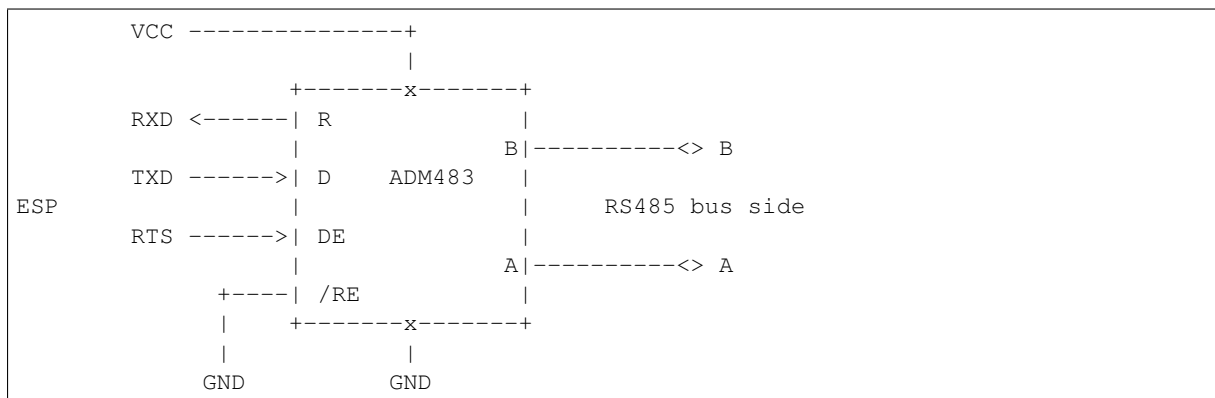 VCC ---------------+
|
+-------x-------+
RXD <------| R |
| B|----------<> B
TXD ------>| D ADM483 |
ESP | | RS485 bus side
RTS ------>| DE |
| A|----------<> A
+----| /RE |
| +-------x-------+
| |
GND GND